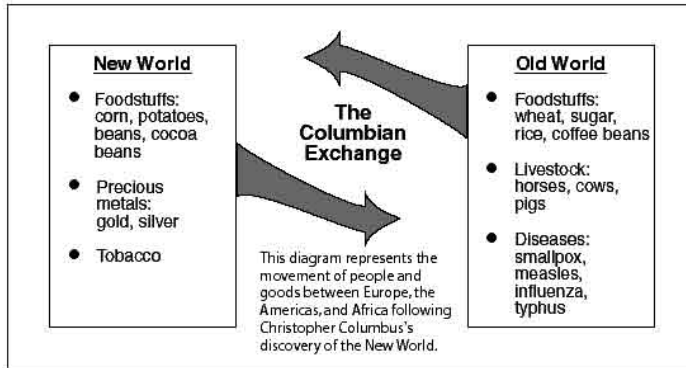 New World
● Foodstuffs:
corn, potatoes,
beans, cocoa
beans
● Precious
metals:
gold, silver
● Tobacco
The
Columbian
Exchange
This diagram represents the
movement of people and
goods between Europe, the
Americas, and Africa following
Christopher Columbus's
discovery of the New World.
Old World
● Foodstuffs:
wheat, sugar,
rice, coffee beans
● Livestock:
horses, cows,
pigs
● Diseases:
smallpox,
measles,
influenza,
typhus